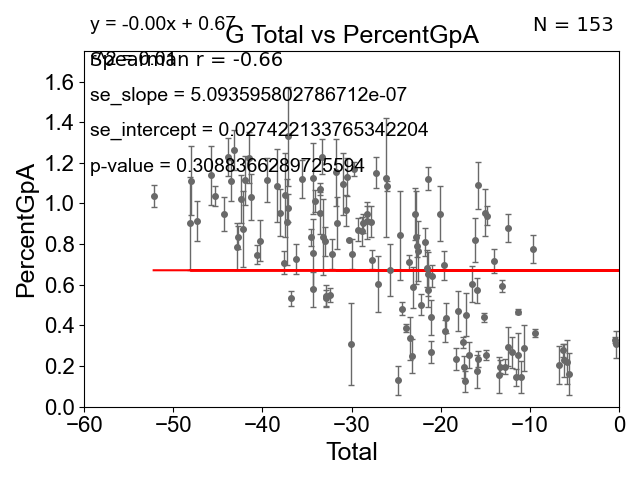 y = -0.00x + 0.67
N = 153
G Total vs PercentGpA
Spearman r = -0.66
se_slope = 5.093595802786712e-07
se_intercept = 0.027422133765342204
p-value = 0.3088366289725594
PercentGpA
1.6
1.4
1.2
1.0
0.8
0.6
0.4
0.2
0.0
−60
−50
−40
−30
−20
−10
0
Total